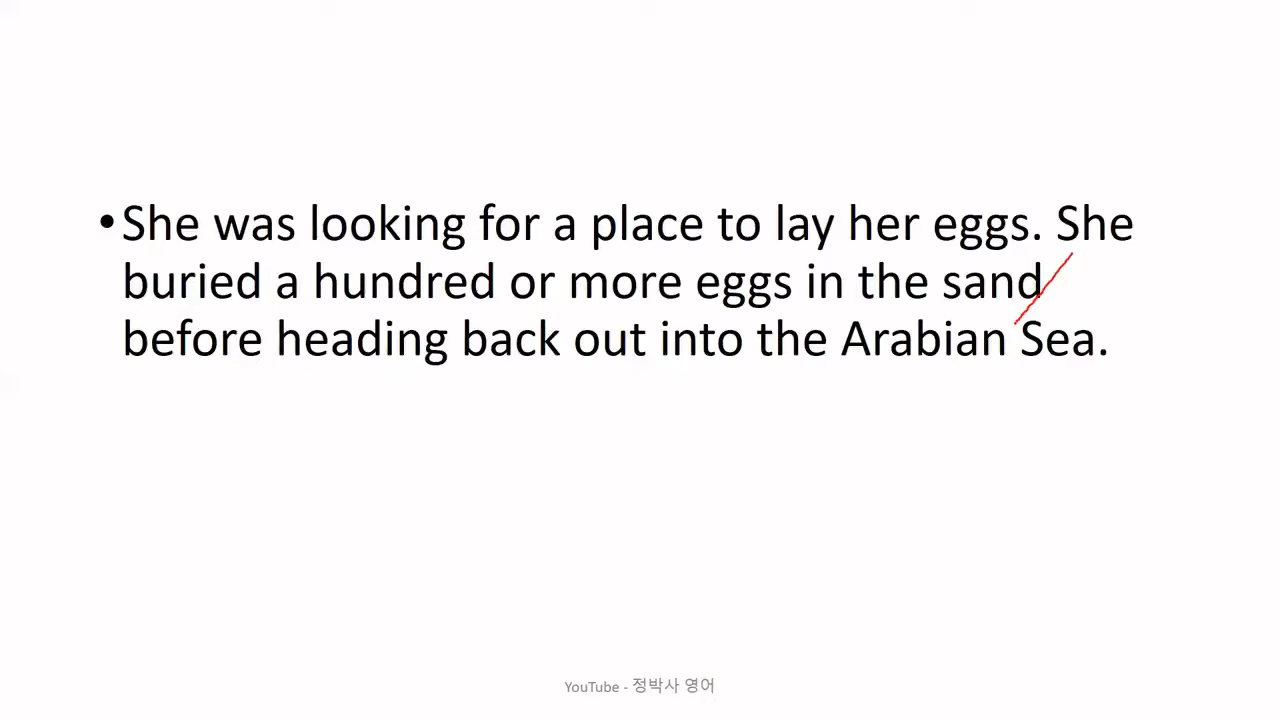 •She was looking for a place to lay her eggs. She
buried a hundred or more eggs in the sand
before heading back out into the Arabian Sea.
YouTube - 정박사 영어